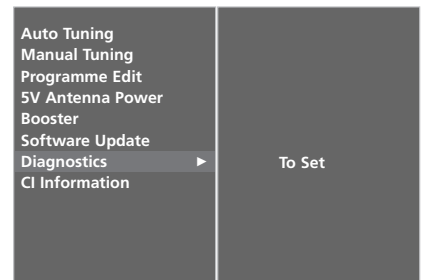 Auto Tuning
Manual Tuning
Programme Edit
5V Antenna Power
Booster
Software Update
Diagnostics ►
To Set
CI Information